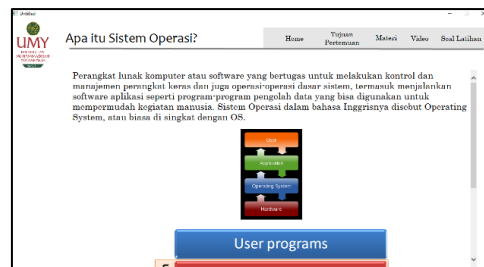 Untitled
UMY
Apa itu Sistem Operasi?
Home
Tujuan
Pertemuan
Materi
Video
Soal Latihan
Perangkat lunak komputer atau software yang bertugas untuk melakukan kontrol dan
manajemen perangkat keras dan juga operasi-operasi dasar sistem, termasuk menjalankan
software aplikasi seperti program-program pengolah data yang bisa digunakan untuk
mempermudah kegiatan manusia. Sistem Operasi dalam bahasa Inggrisnya disebut Operating
System, atau biasa di singkat dengan OS.
User
Application
Operating System
Hardware
User programs